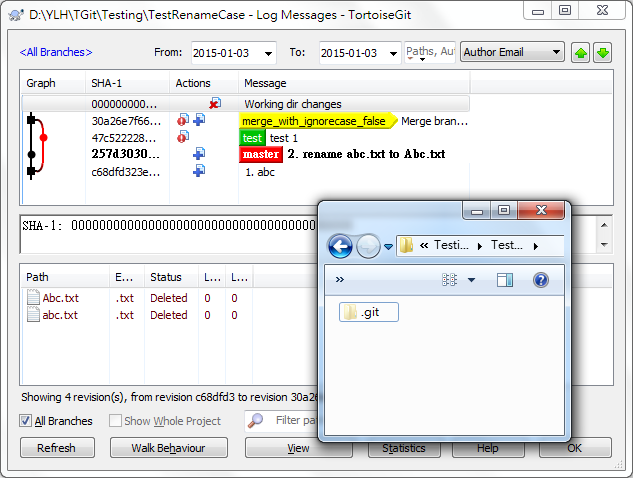 D:\YLH\TGit\Testing\TestRenameCase - Log Messages - TortoiseGit
<All Branches> From: 2015-01-03 To: 2015-01-03 Paths, Aut Author Email
Graph SHA-1 Actions Message
000000000... Working dir changes
30a26e7f66... merge_with_ignorecase_false Merge bran...
47c522228... test test 1
257d3030... master 2. rename abc.txt to Abc.txt
c68dfd323e... 1. abc
SHA-1: 0000000000000000000000000000000000000000
« Testi... Test...
»
.git
Path E... Status L... L...
Abc.txt .txt Deleted 0 0
abc.txt .txt Deleted 0 0
Showing 4 revision(s), from revision c68dfd3 to revision 30a26
All Branches Show Whole Project Filter path
Refresh Walk Behaviour View Statistics Help OK